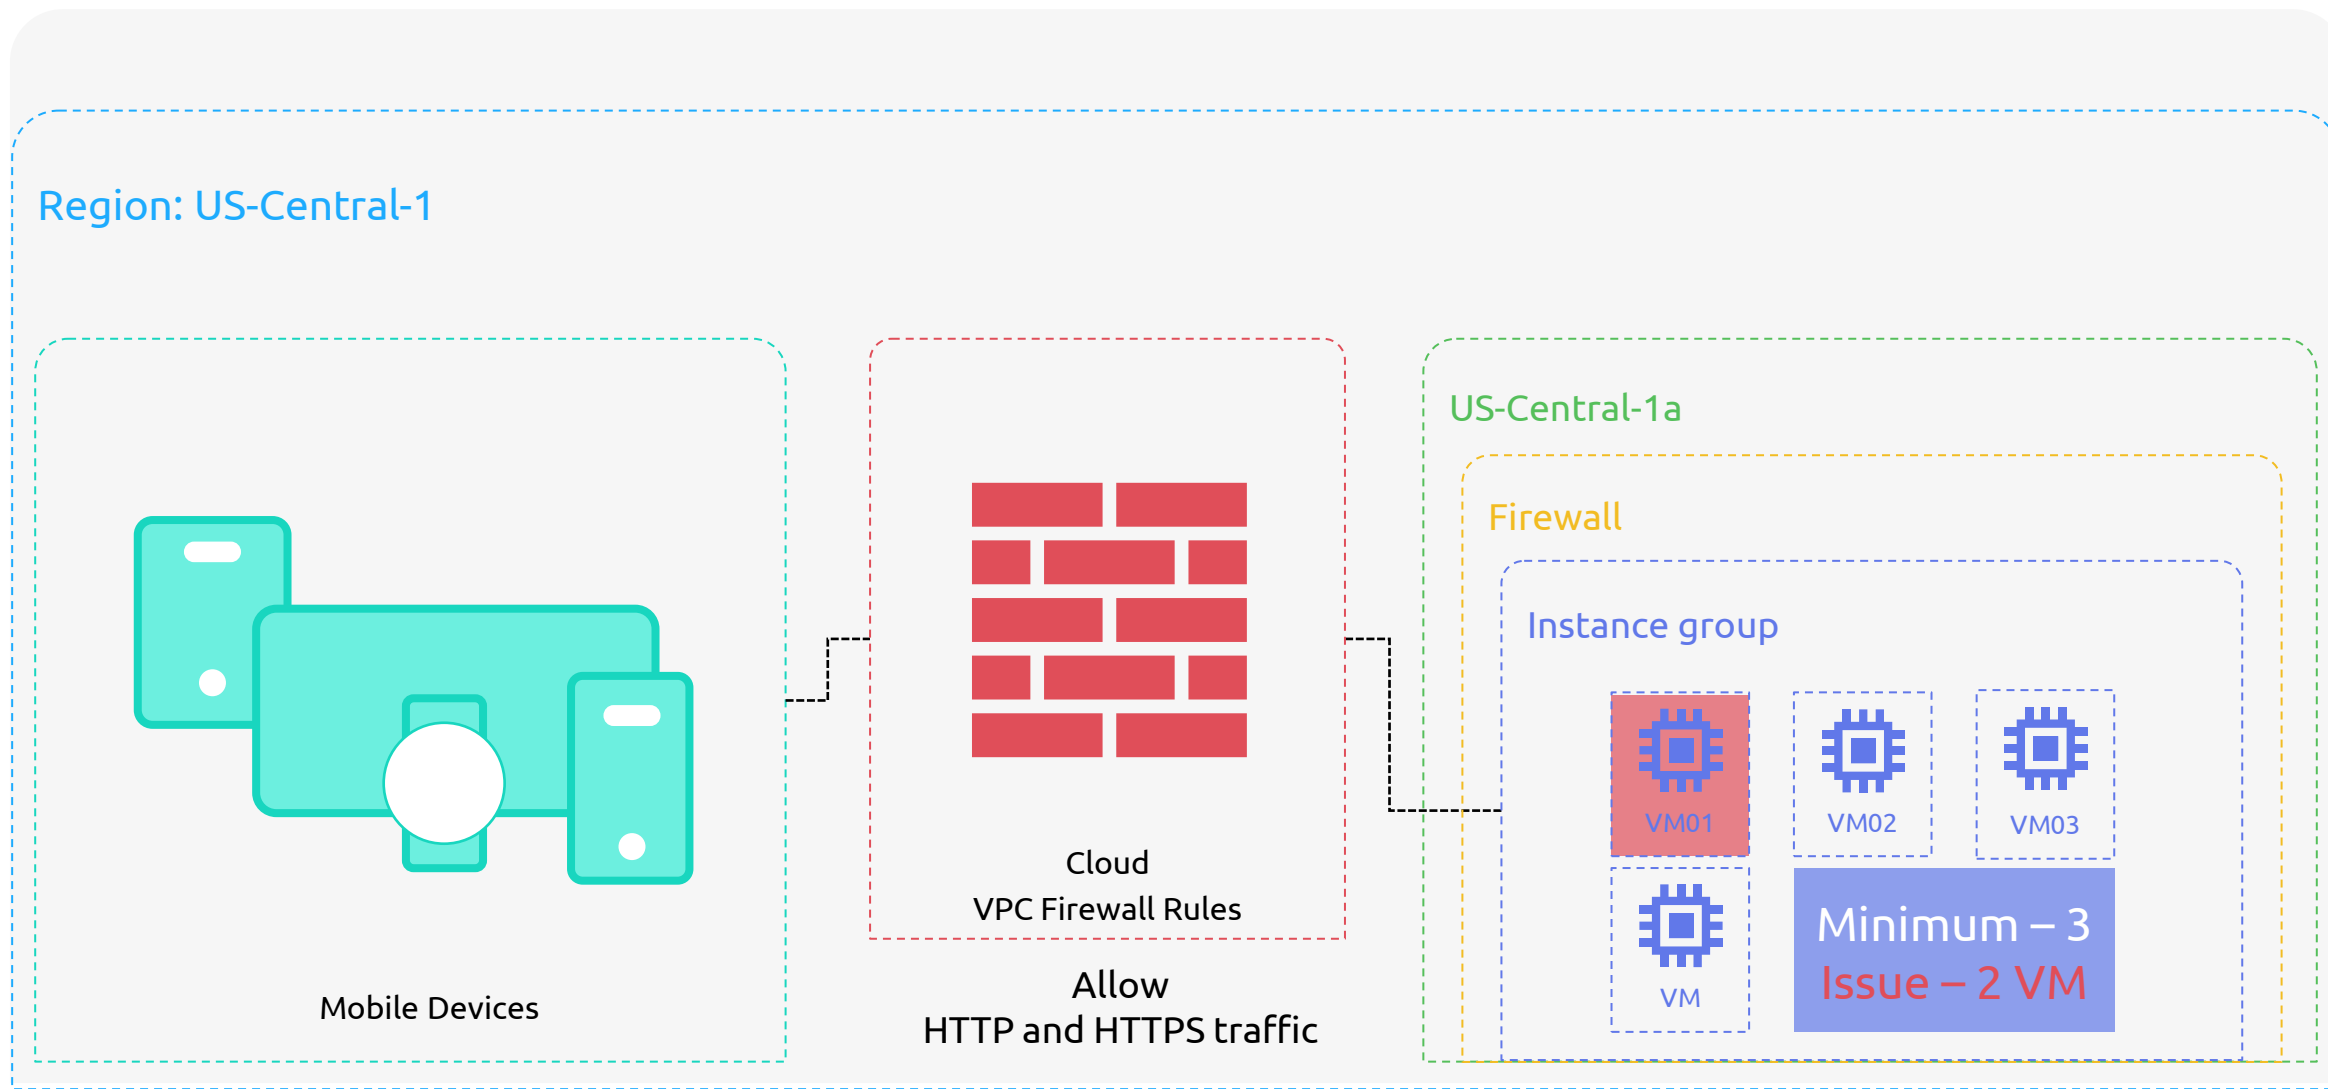 Region: US-Central-1
Mobile Devices
Cloud
VPC Firewall Rules
Allow
HTTP and HTTPS traffic
US-Central-1a
Firewall
Instance group
VM01
VM02
VM03
VM
Minimum – 3
Issue – 2 VM